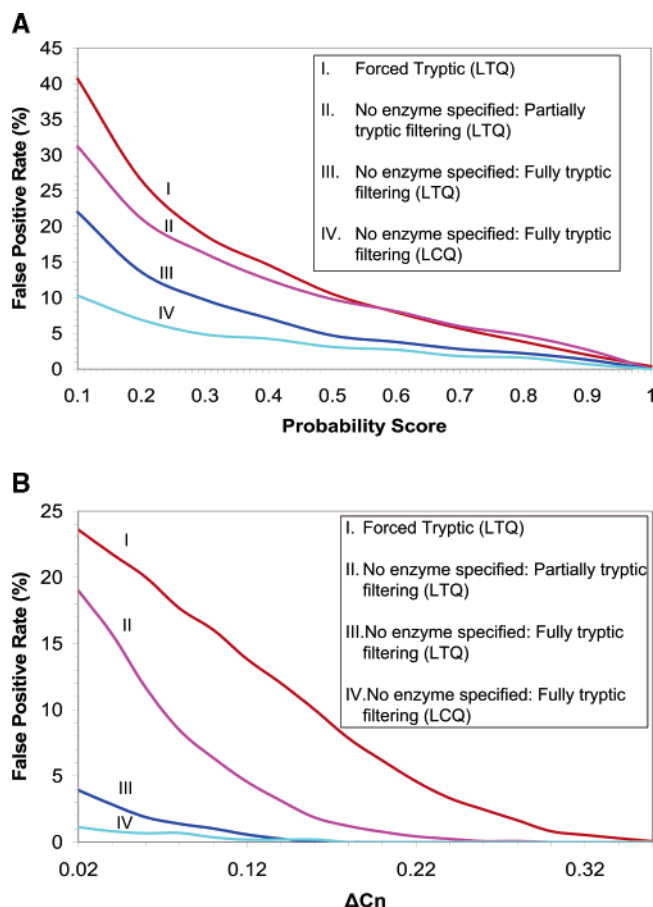 A
False Positive Rate (%)
45
40
35
30
25
20
15
10
5
0
I
II
III
IV
I. Forced Tryptic (LTQ)
II. No enzyme specified: Partially
tryptic filtering (LTQ)
III. No enzyme specified: Fully tryptic
filtering (LTQ)
IV. No enzyme specified: Fully tryptic
filtering (LCQ)
0.1 0.2 0.3 0.4 0.5 0.6 0.7 0.8 0.9 1
Probability Score
B
False Positive Rate (%)
25
20
15
10
5
0
I
II
III
IV
I. Forced Tryptic (LTQ)
II. No enzyme specified: Partially tryptic
filtering (LTQ)
III.No enzyme specified: Fully tryptic
filtering (LTQ)
IV.No enzyme specified: Fully tryptic
filtering (LCQ)
0.02 0.12 0.22 0.32
ΔCn